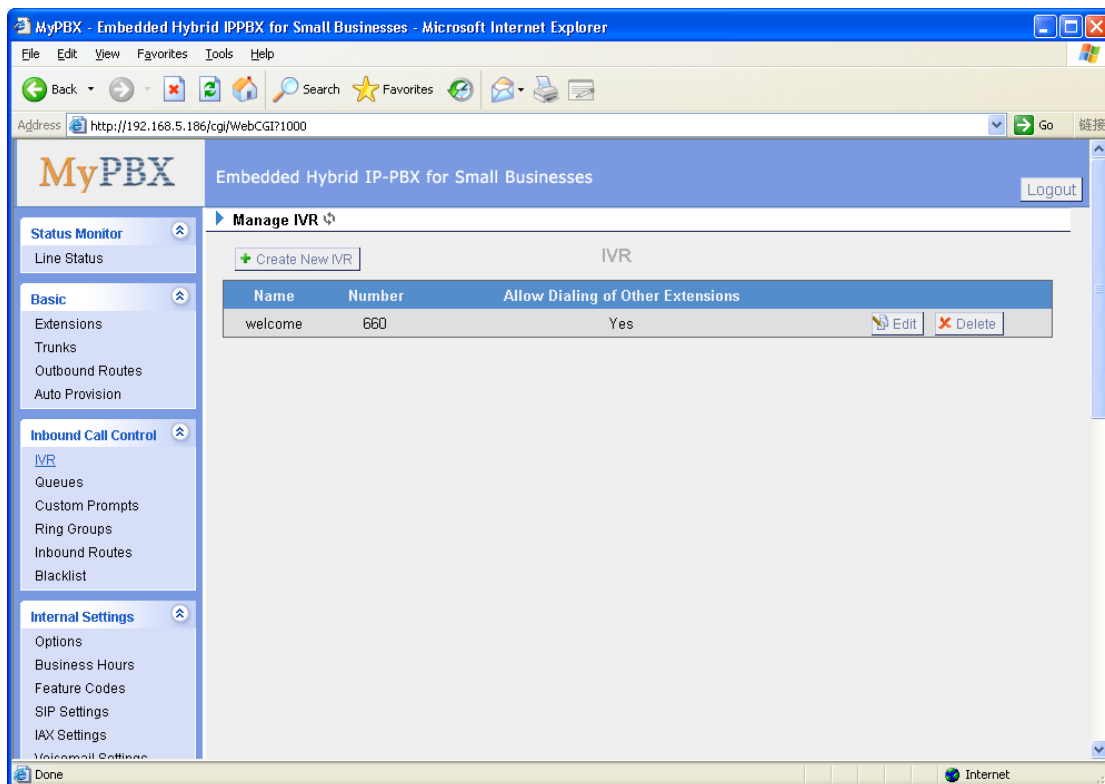 MyPBX - Embedded Hybrid IPPBX for Small Businesses - Microsoft Internet Explorer
File Edit View Favorites Tools Help
Back Search Favorites
Address http://192.168.5.186/cgi/WebCGI?1000 Go 链接
MyPBX
Embedded Hybrid IP-PBX for Small Businesses
Logout
Status Monitor
Line Status
Basic
Extensions
Trunks
Outbound Routes
Auto Provision
Inbound Call Control
IVR
Queues
Custom Prompts
Ring Groups
Inbound Routes
Blacklist
Internal Settings
Options
Business Hours
Feature Codes
SIP Settings
IAX Settings
Voicemail Settings
Manage IVR
Create New IVR IVR
Name Number Allow Dialing of Other Extensions
welcome 660 Yes Edit Delete
Done Internet